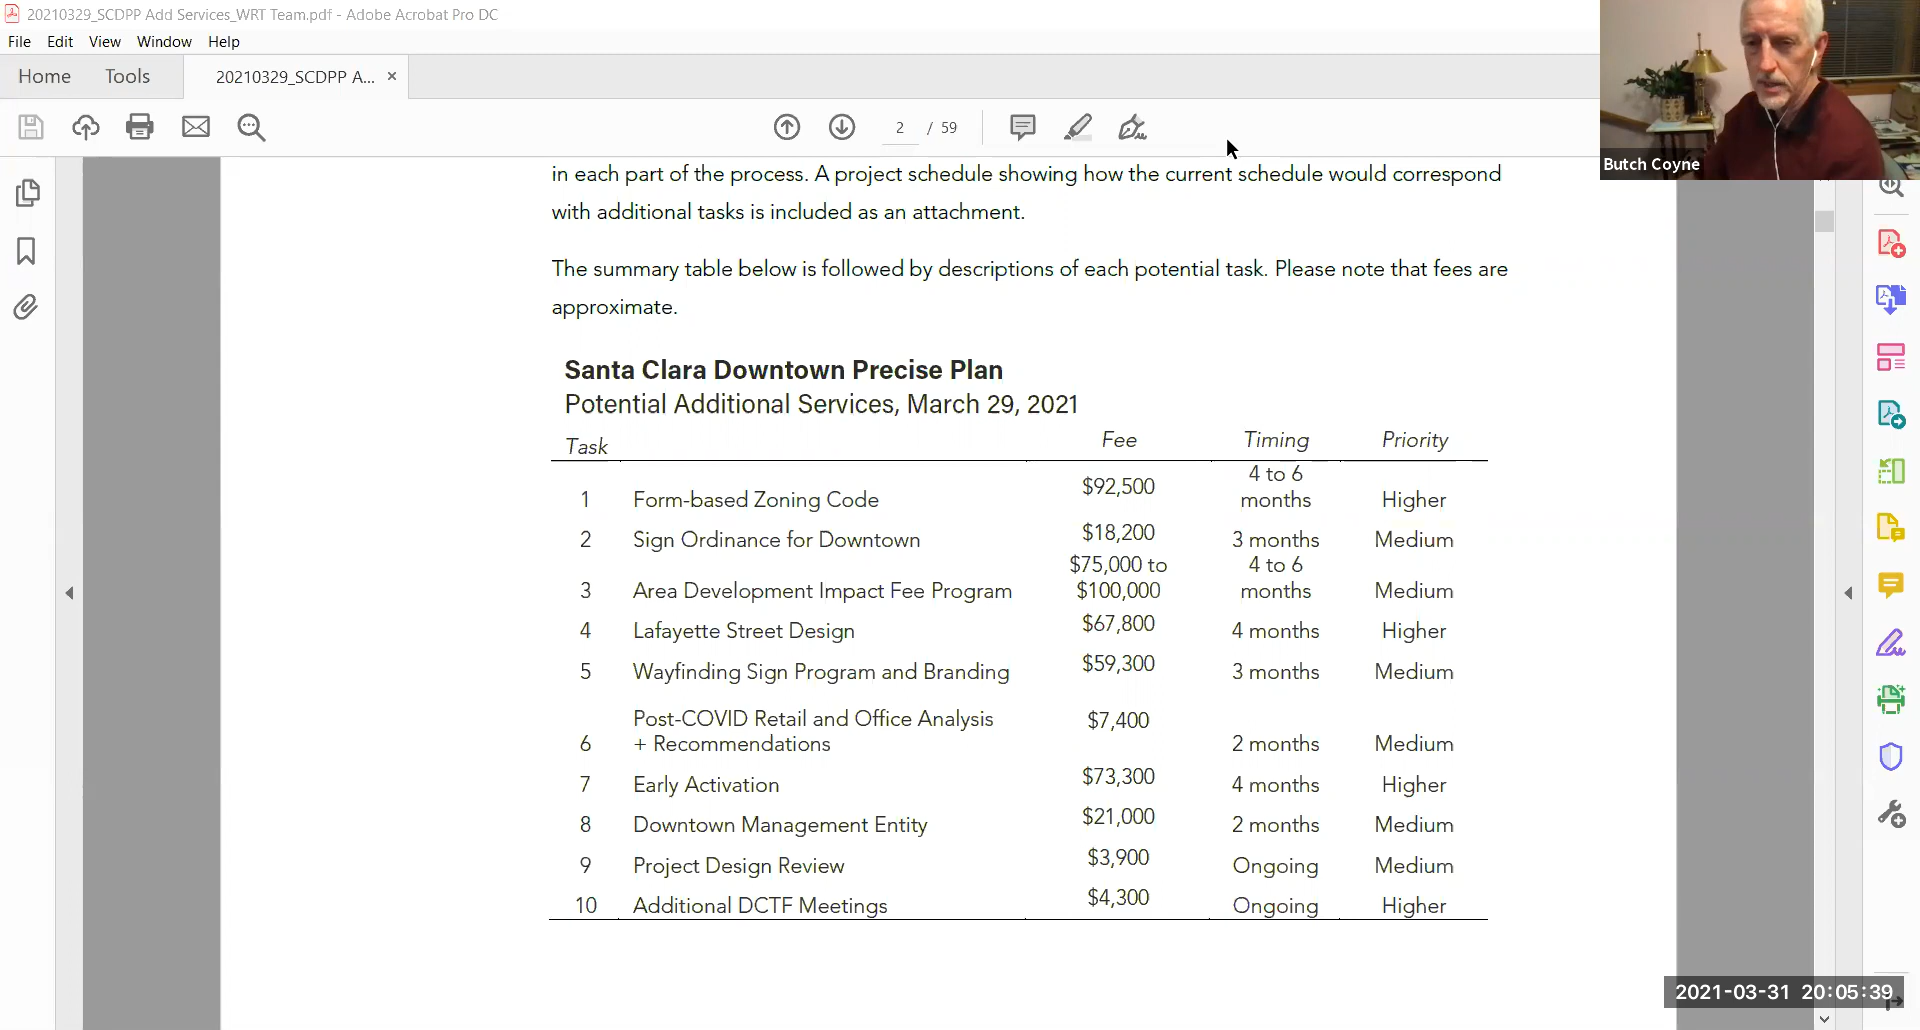 20210329_SCDPP Add Services_WRT Team.pdf - Adobe Acrobat Pro DC
File Edit View Window Help
Home Tools 20210329_SCDPP A... ×
2 / 59
Butch Coyne
in each part of the process. A project schedule showing how the current schedule would correspond
with additional tasks is included as an attachment.
The summary table below is followed by descriptions of each potential task. Please note that fees are
approximate.
Santa Clara Downtown Precise Plan
Potential Additional Services, March 29, 2021
Task Fee Timing Priority
1 Form-based Zoning Code $92,500 4 to 6 months Higher
2 Sign Ordinance for Downtown $18,200 3 months Medium
3 Area Development Impact Fee Program $75,000 to $100,000 4 to 6 months Medium
4 Lafayette Street Design $67,800 4 months Higher
5 Wayfinding Sign Program and Branding $59,300 3 months Medium
6 Post-COVID Retail and Office Analysis + Recommendations $7,400 2 months Medium
7 Early Activation $73,300 4 months Higher
8 Downtown Management Entity $21,000 2 months Medium
9 Project Design Review $3,900 Ongoing Medium
10 Additional DCTF Meetings $4,300 Ongoing Higher
2021-03-31 20:05:39